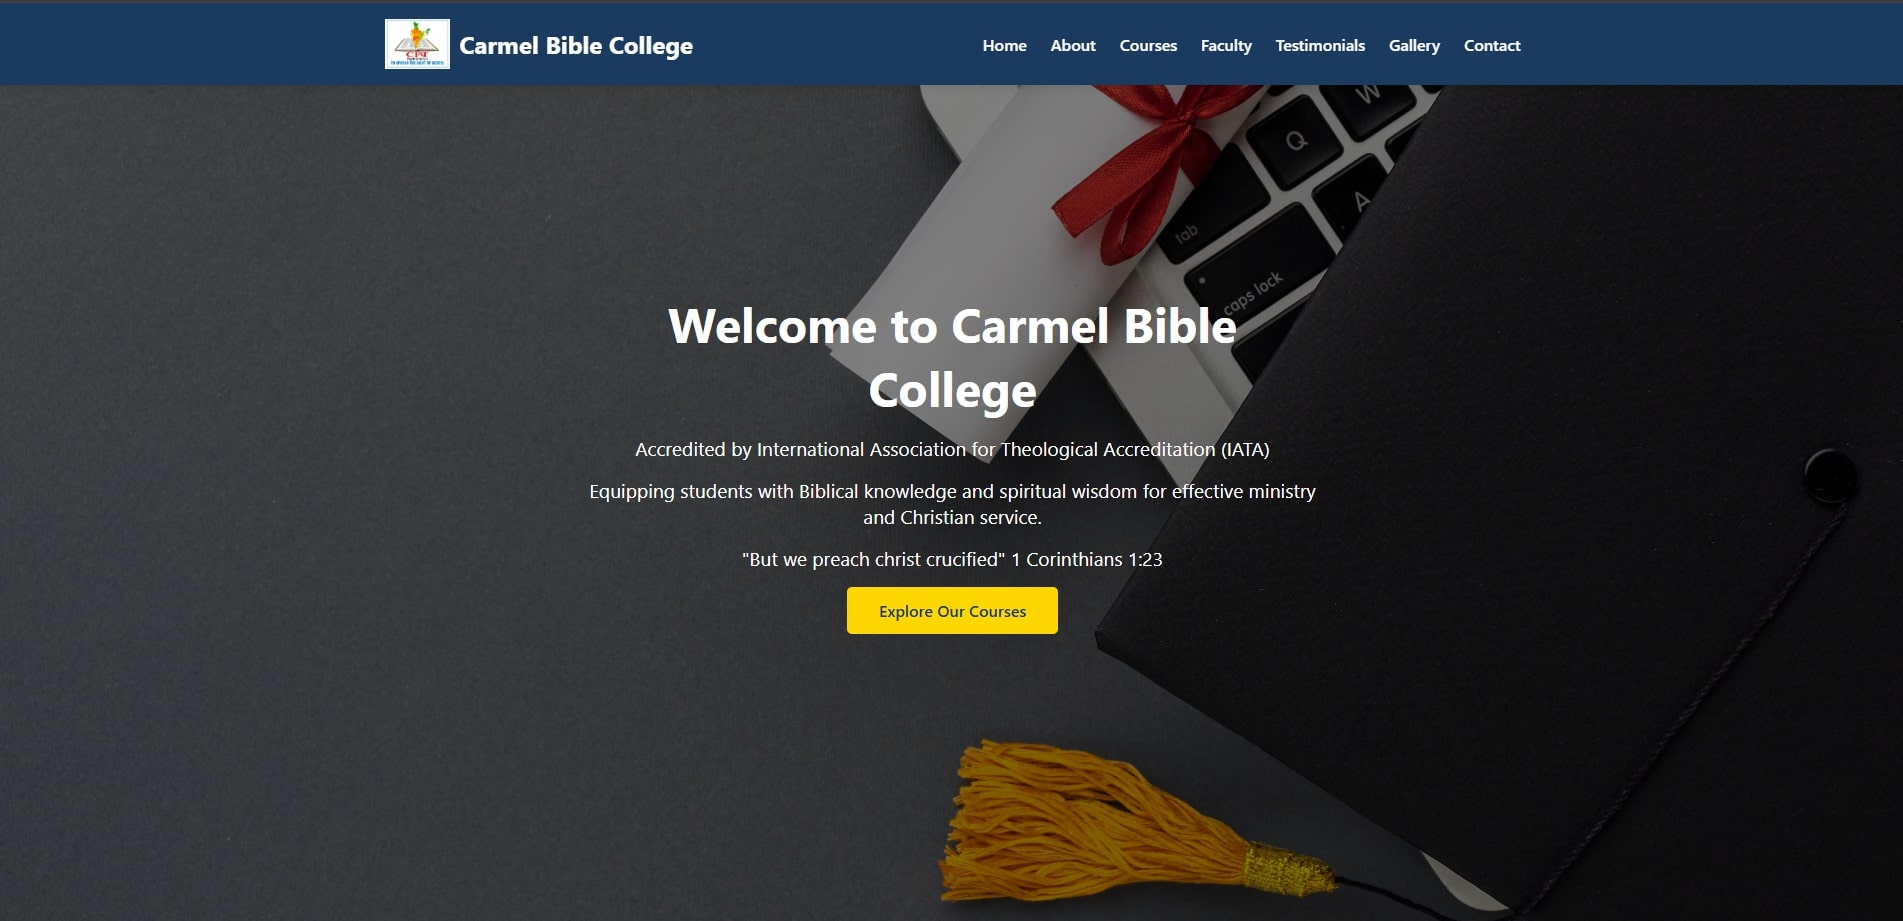 Carmel Bible College
Home About Courses Faculty Testimonials Gallery Contact
W
Q
A
tab
caps lock
Welcome to Carmel Bible
College
Accredited by International Association for Theological Accreditation (IATA)
Equipping students with Biblical knowledge and spiritual wisdom for effective ministry
and Christian service.
"But we preach christ crucified" 1 Corinthians 1:23
Explore Our Courses